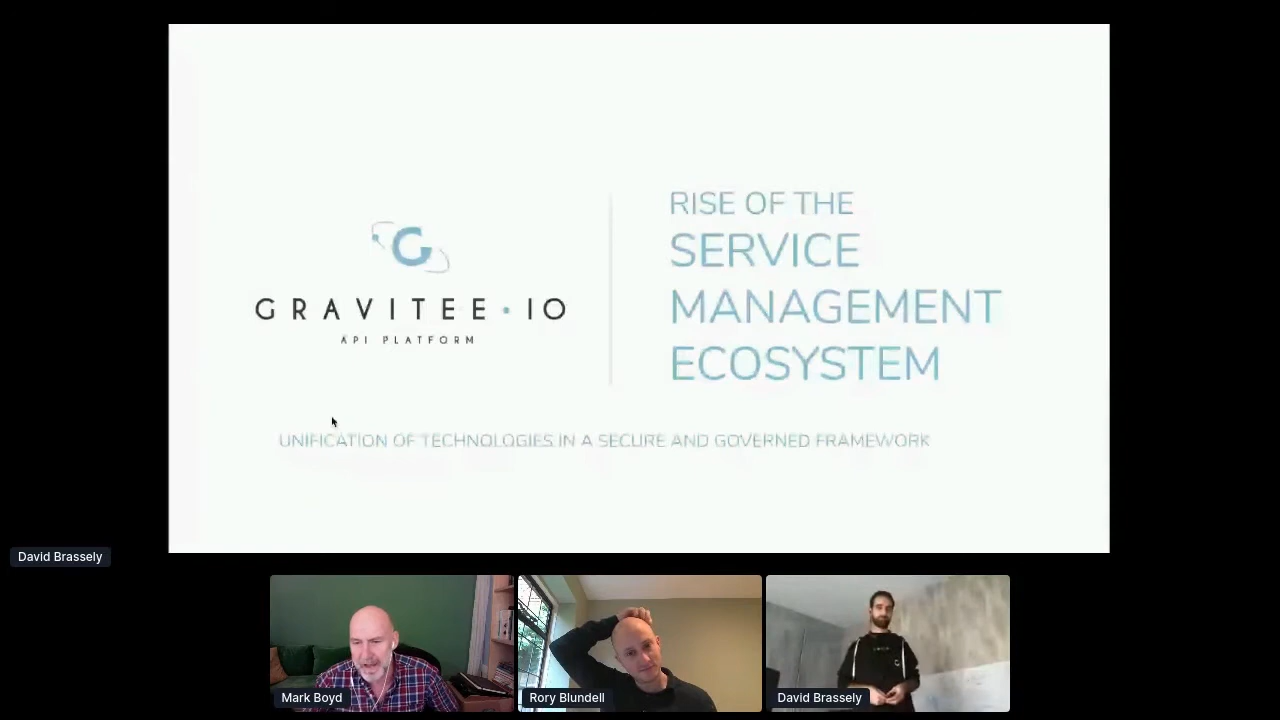 GRAVITEE•IO
API PLATFORM
RISE OF THE
SERVICE
MANAGEMENT
ECOSYSTEM
UNIFICATION OF TECHNOLOGIES IN A SECURE AND GOVERNED FRAMEWORK
David Brassely
Mark Boyd
Rory Blundell
David Brassely